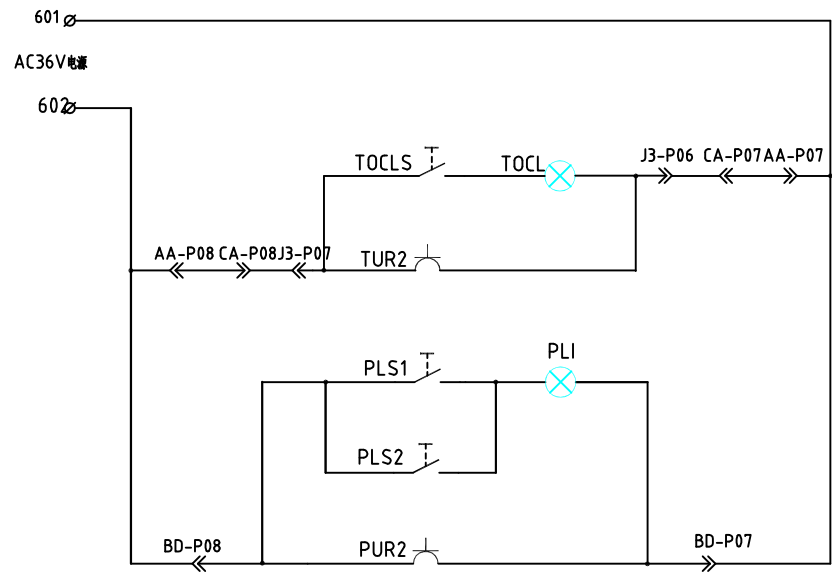 601
AC36V电源
602
TOCLS TOCL J3-P06 CA-P07 AA-P07
AA-P08 CA-P08 J3-P07 TUR2
PLI
PLS1
PLS2
BD-P08 PUR2 BD-P07